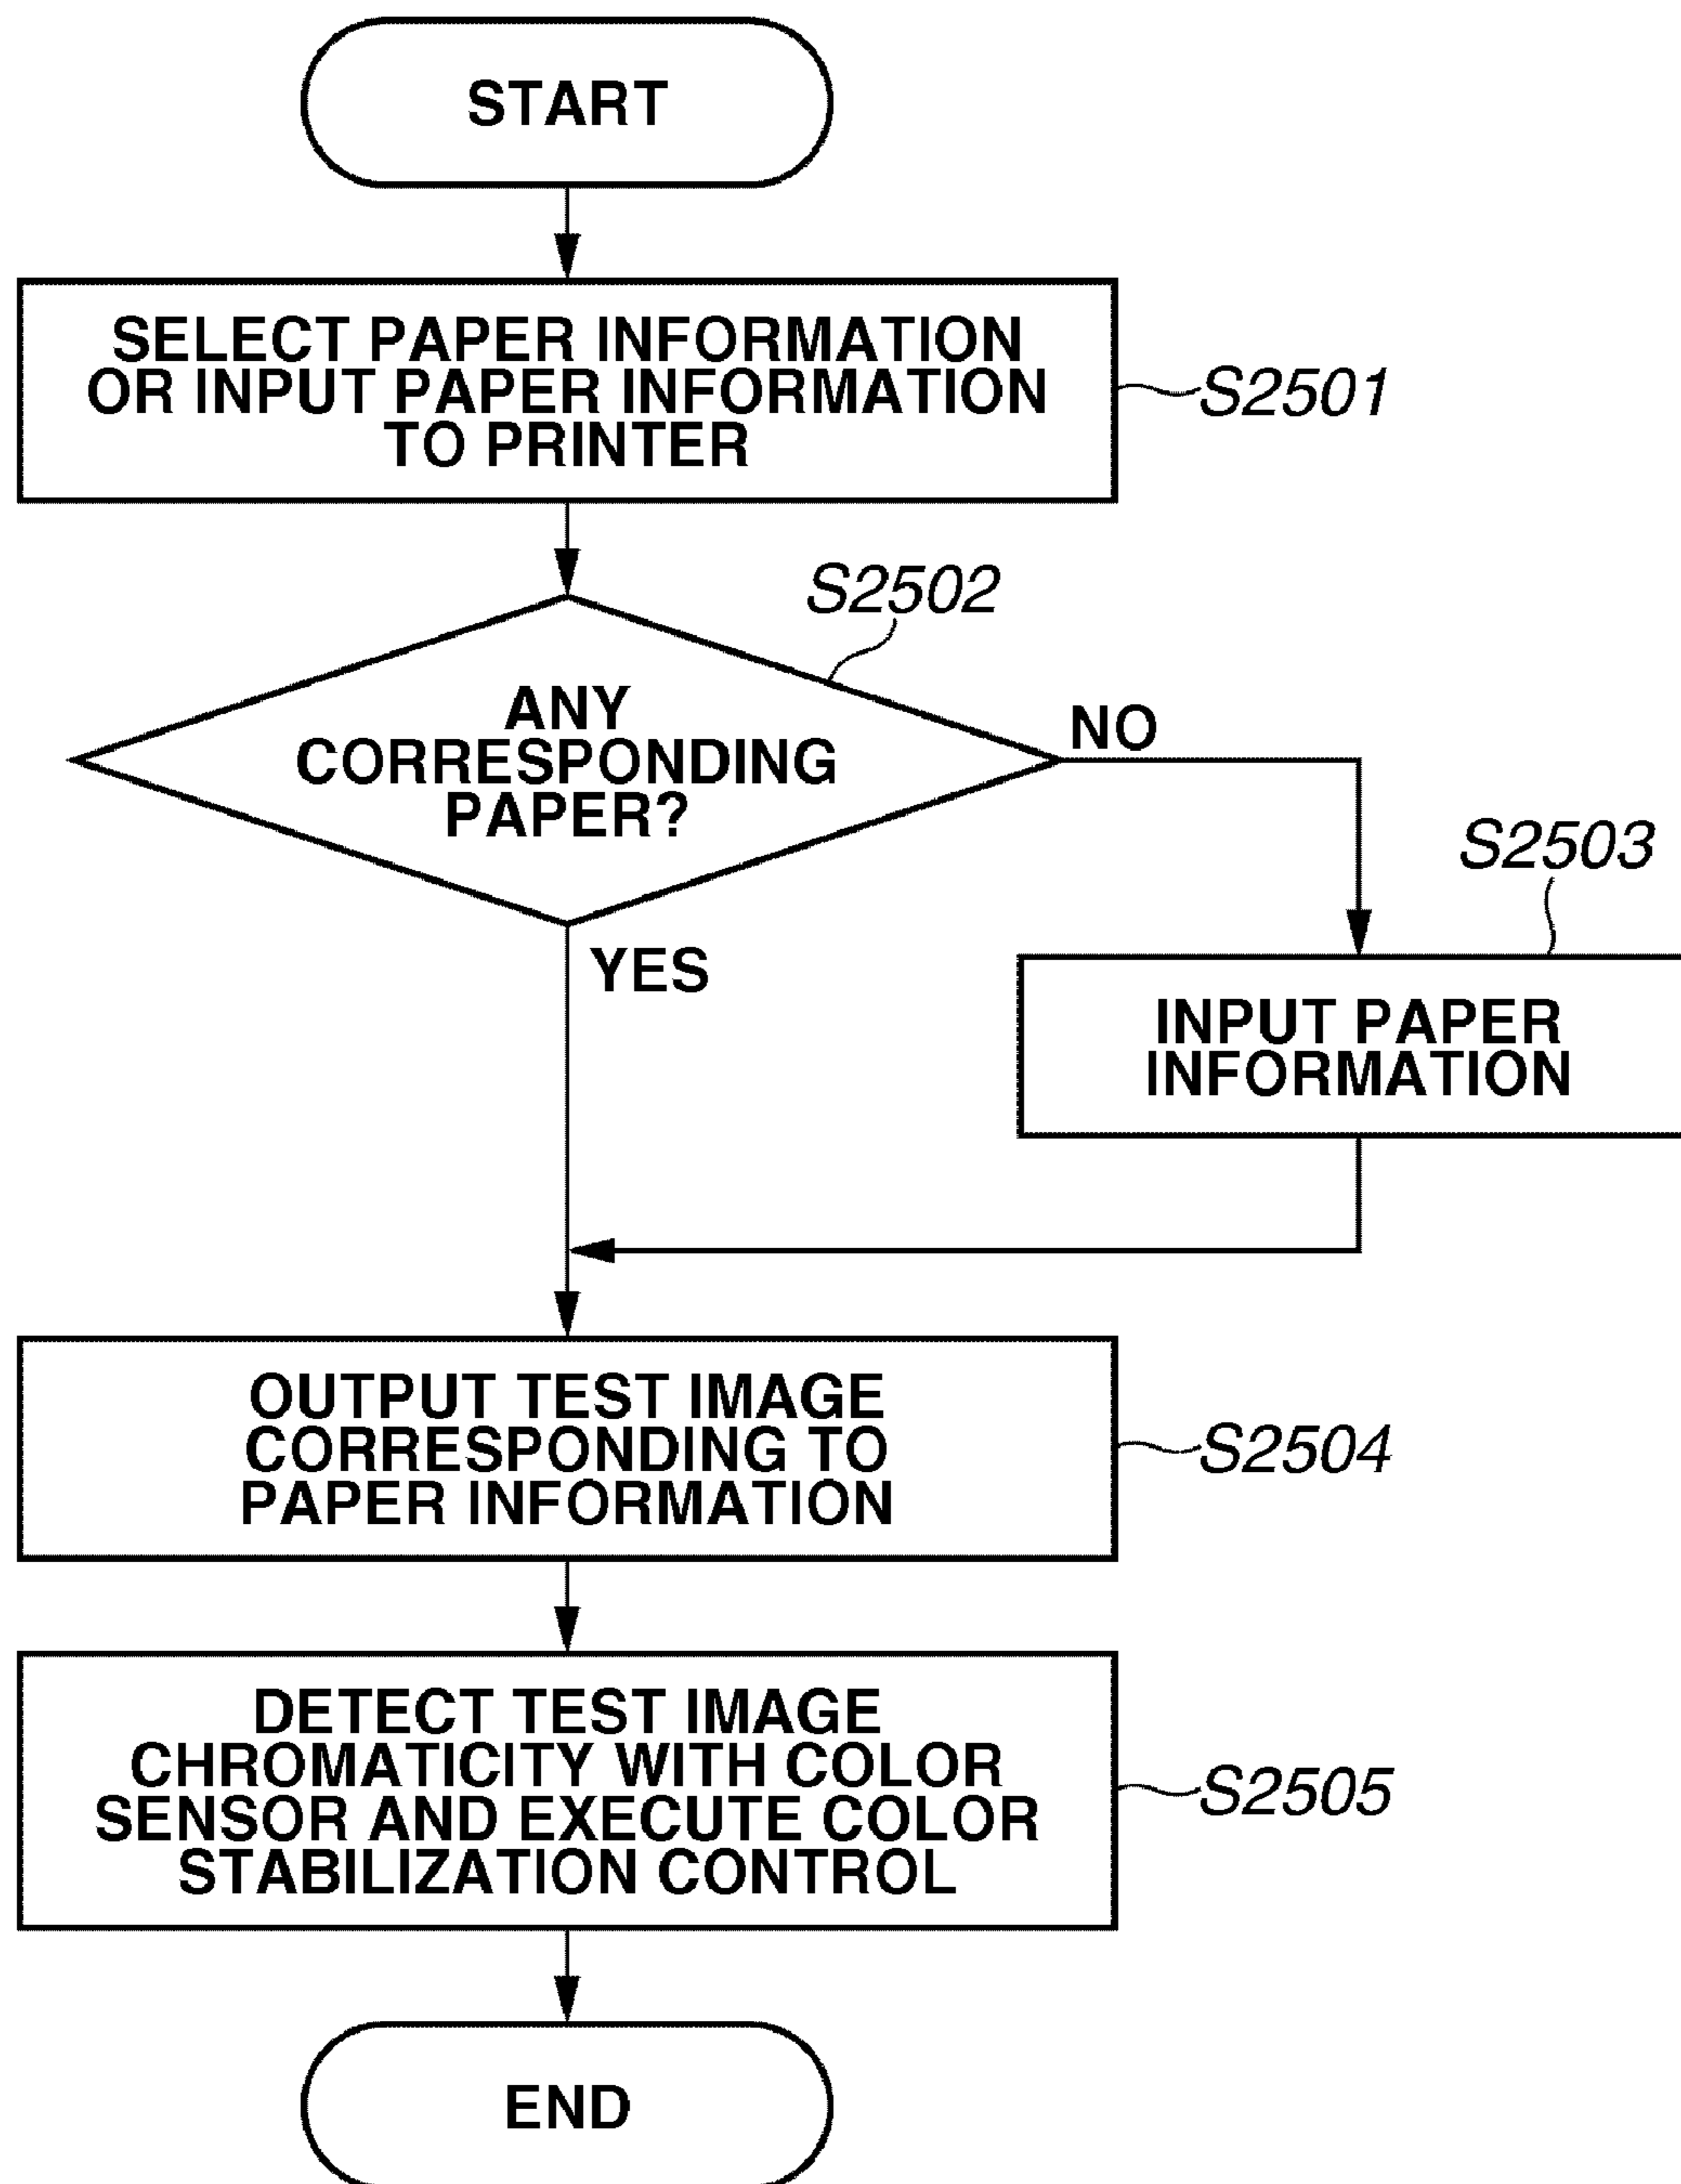 START
SELECT PAPER INFORMATION
OR INPUT PAPER INFORMATION
TO PRINTER
S2501
S2502
ANY
CORRESPONDING
PAPER?
NO
YES
S2503
INPUT PAPER
INFORMATION
OUTPUT TEST IMAGE
CORRESPONDING TO
PAPER INFORMATION
S2504
DETECT TEST IMAGE
CHROMATICITY WITH COLOR
SENSOR AND EXECUTE COLOR
STABILIZATION CONTROL
S2505
END